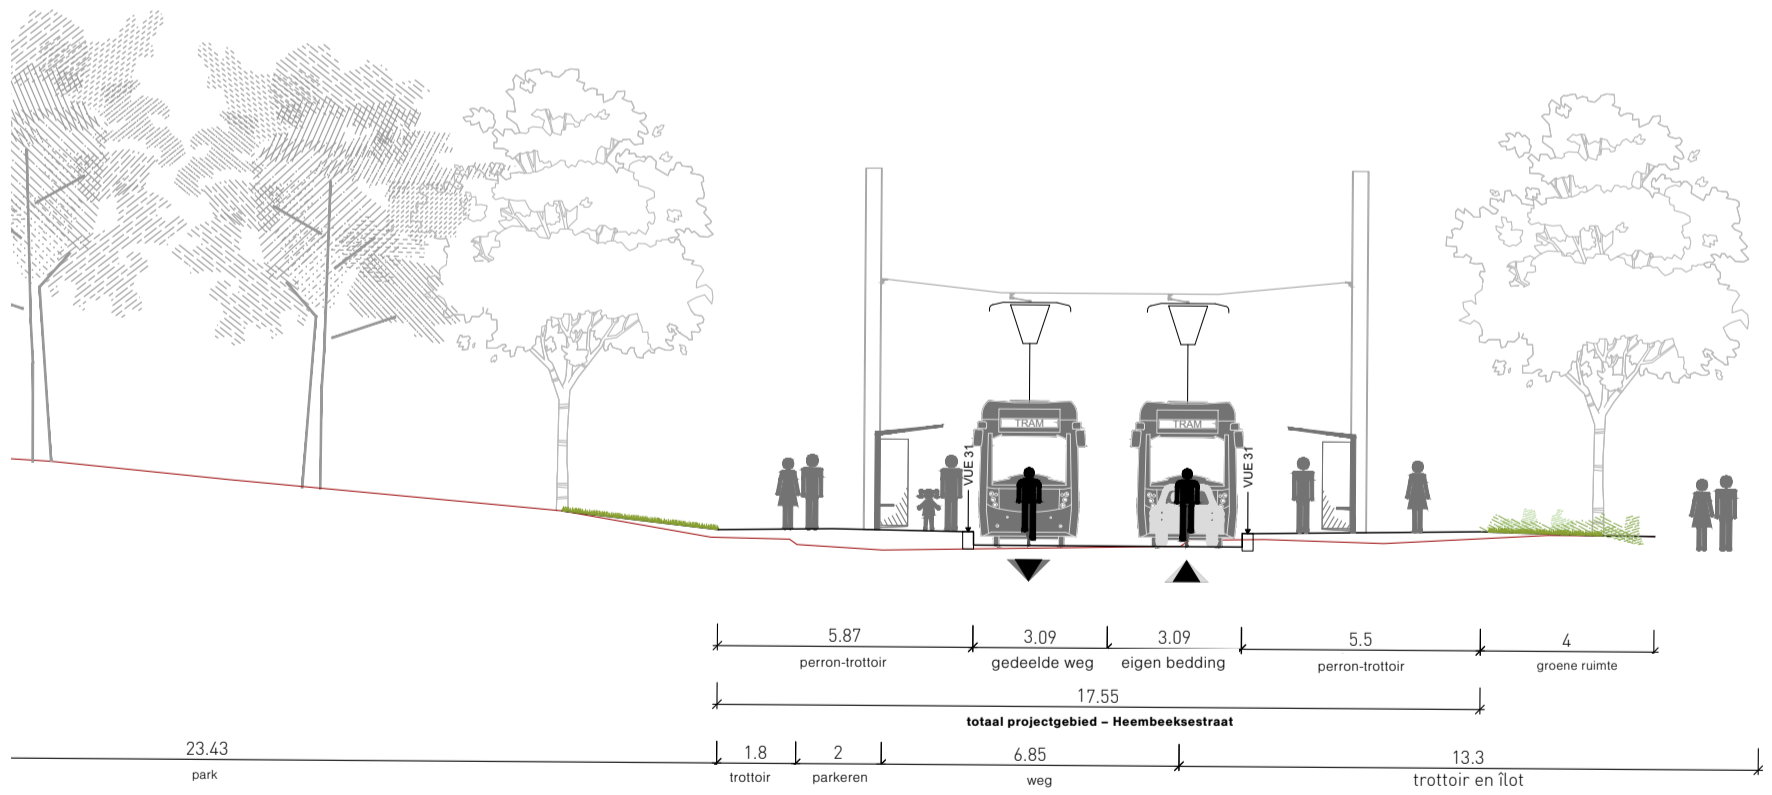 TRAM
TRAM
VUE 31
VUE 31
5.87
3.09
3.09
5.5
4
perron-trottoir
gedeelde weg
eigen bedding
perron-trottoir
groene ruimte
17.55
totaal projectgebied – Heembeeksestraat
23.43
1.8
2
6.85
13.3
park
trottoir
parkeren
weg
trottoir en îlot